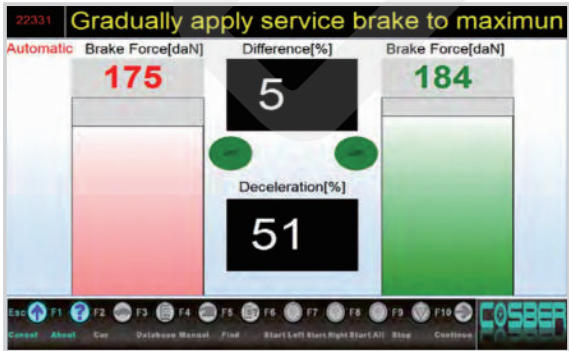 22331 Gradually apply service brake to maximun
Automatic Brake Force[daN] Difference[%] Brake Force[daN]
175 5 184
Deceleration[%]
51
Esc F1 F2 F3 F4 F5 F6 F7 F8 F9 F10 COSBER
Cancel About Car Database Manual Find Start Left Start Right Start All Stop Continue